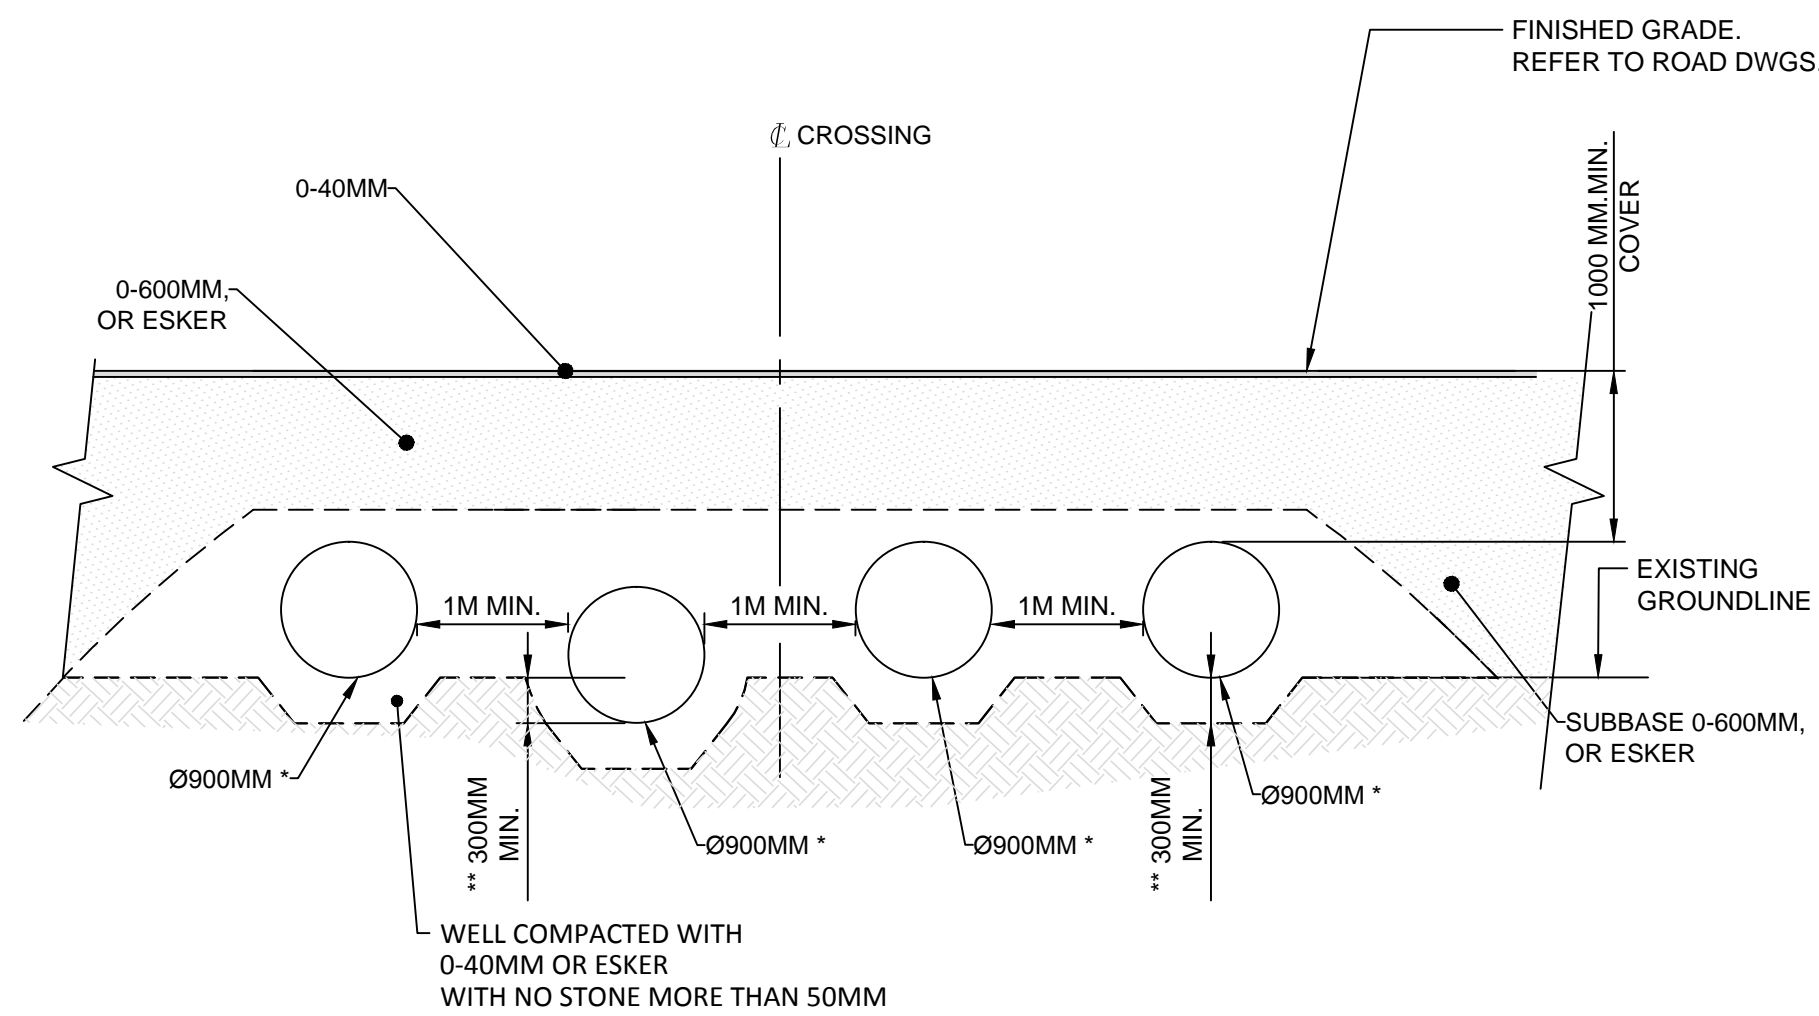 FINISHED GRADE.
REFER TO ROAD DWGS.
℄ CROSSING
0-40MM
1000 MM.MIN.
COVER
0-600MM,
OR ESKER
EXISTING
GROUNDLINE
1M MIN.
1M MIN.
1M MIN.
SUBBASE 0-600MM,
OR ESKER
Ø900MM *
Ø900MM *
Ø900MM *
Ø900MM *
** 300MM
MIN.
** 300MM
MIN.
WELL COMPACTED WITH
0-40MM OR ESKER
WITH NO STONE MORE THAN 50MM